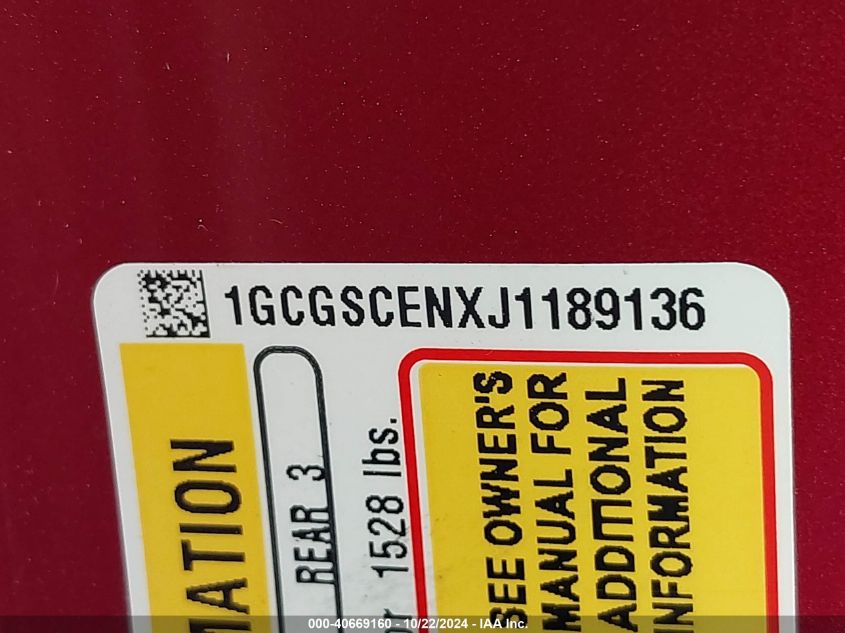 1GCGSCENXJ1189136
MATION
REAR 3
or 1528 lbs.
SEE OWNER'S
MANUAL FOR
ADDITIONAL
INFORMATION
000-40669160 - 10/22/2024 - IAA Inc.